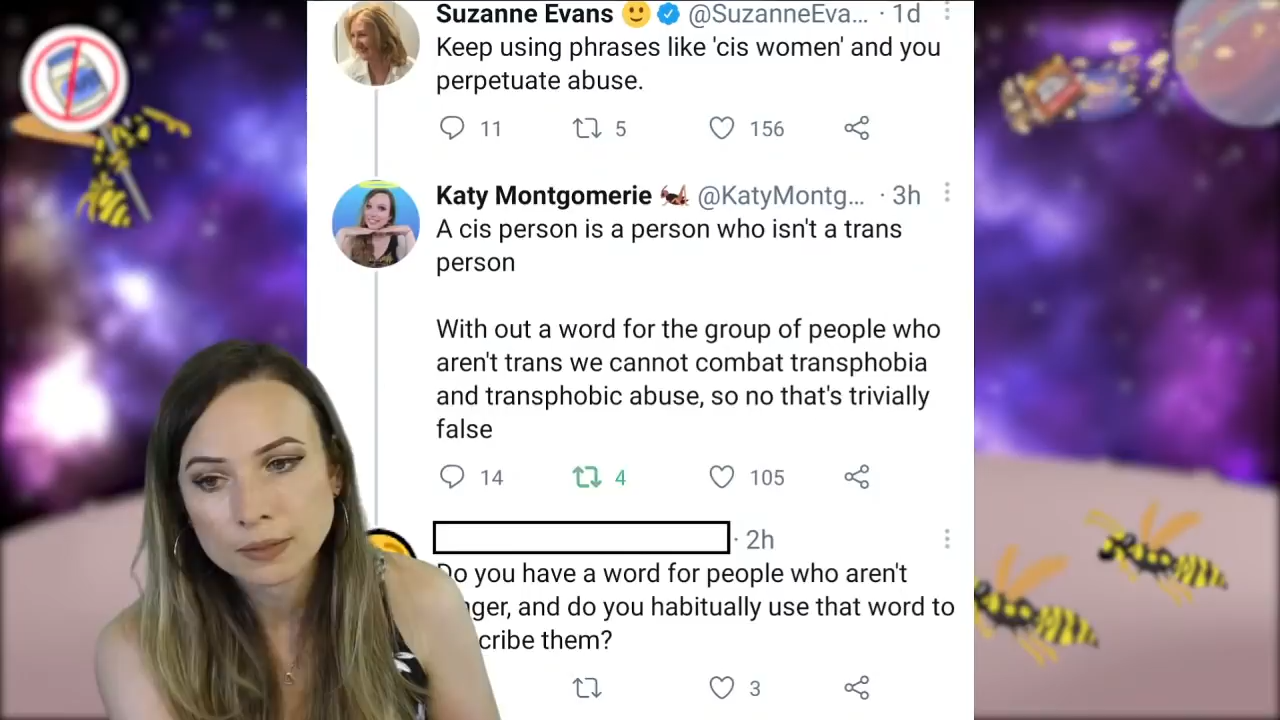 Suzanne Evans @SuzanneEva... · 1d
Keep using phrases like 'cis women' and you
perpetuate abuse.
11 5 156
Katy Montgomerie @KatyMontg... · 3h
A cis person is a person who isn't a trans
person
With out a word for the group of people who
aren't trans we cannot combat transphobia
and transphobic abuse, so no that's trivially
false
14 4 105
· 2h
Do you have a word for people who aren't
nger, and do you habitually use that word to
cribe them?
3